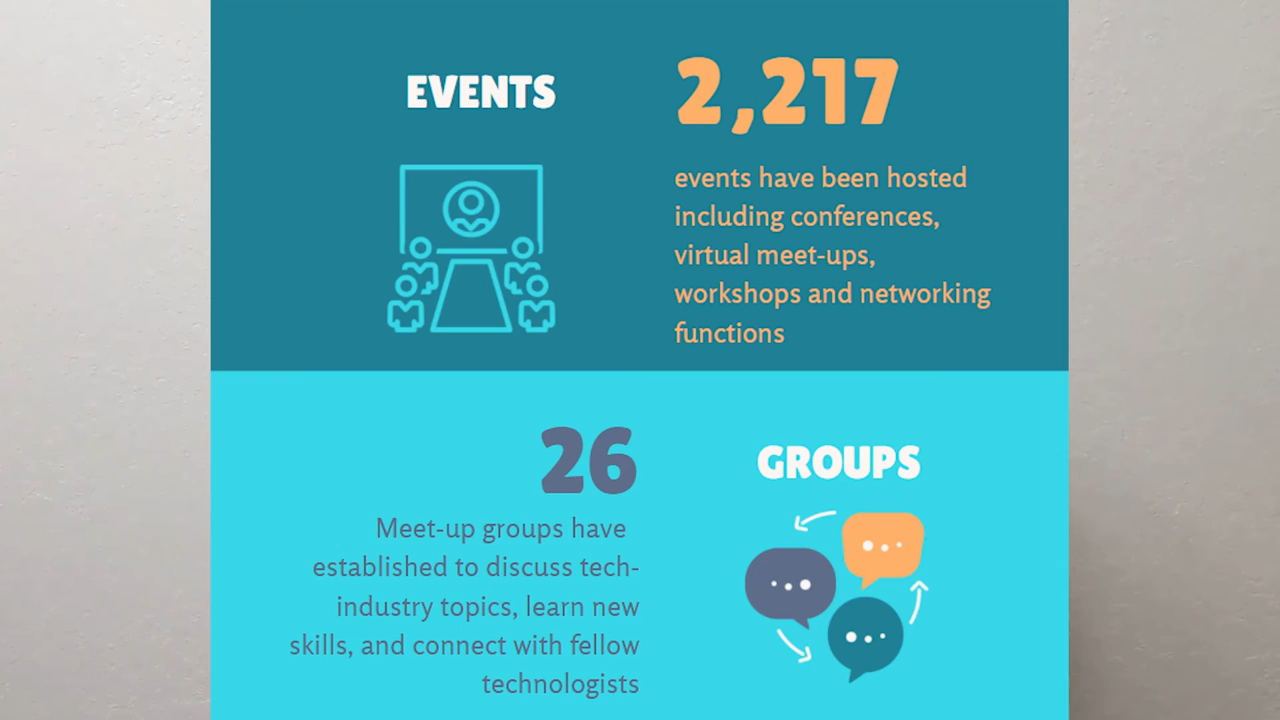 EVENTS
2,217
events have been hosted
including conferences,
virtual meet-ups,
workshops and networking
functions
26
Meet-up groups have
established to discuss tech-
industry topics, learn new
skills, and connect with fellow
technologists
GROUPS